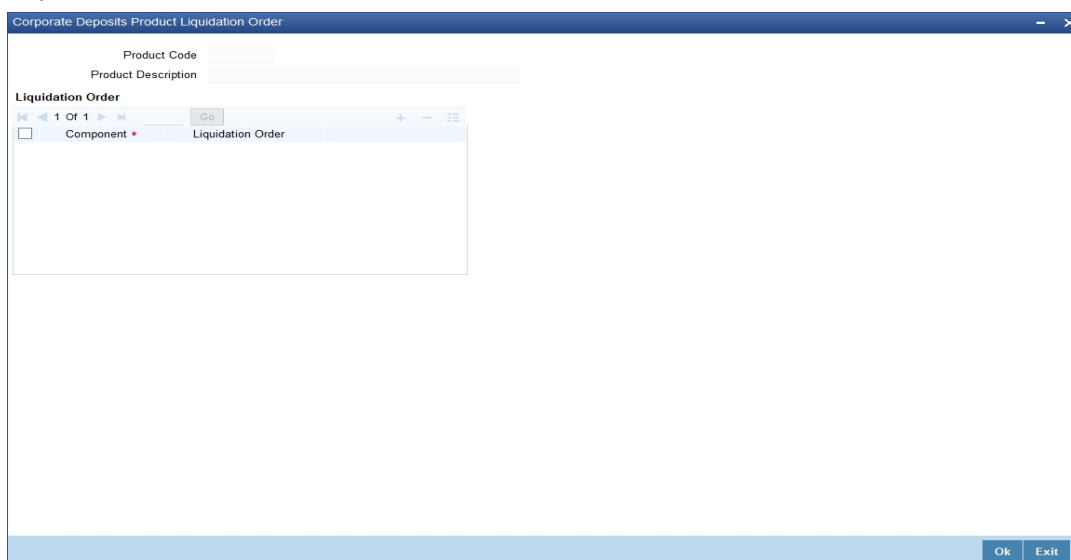 Corporate Deposits Product Liquidation Order
Product Code
Product Description
Liquidation Order
1 Of 1 Go
Component * Liquidation Order
Ok Exit